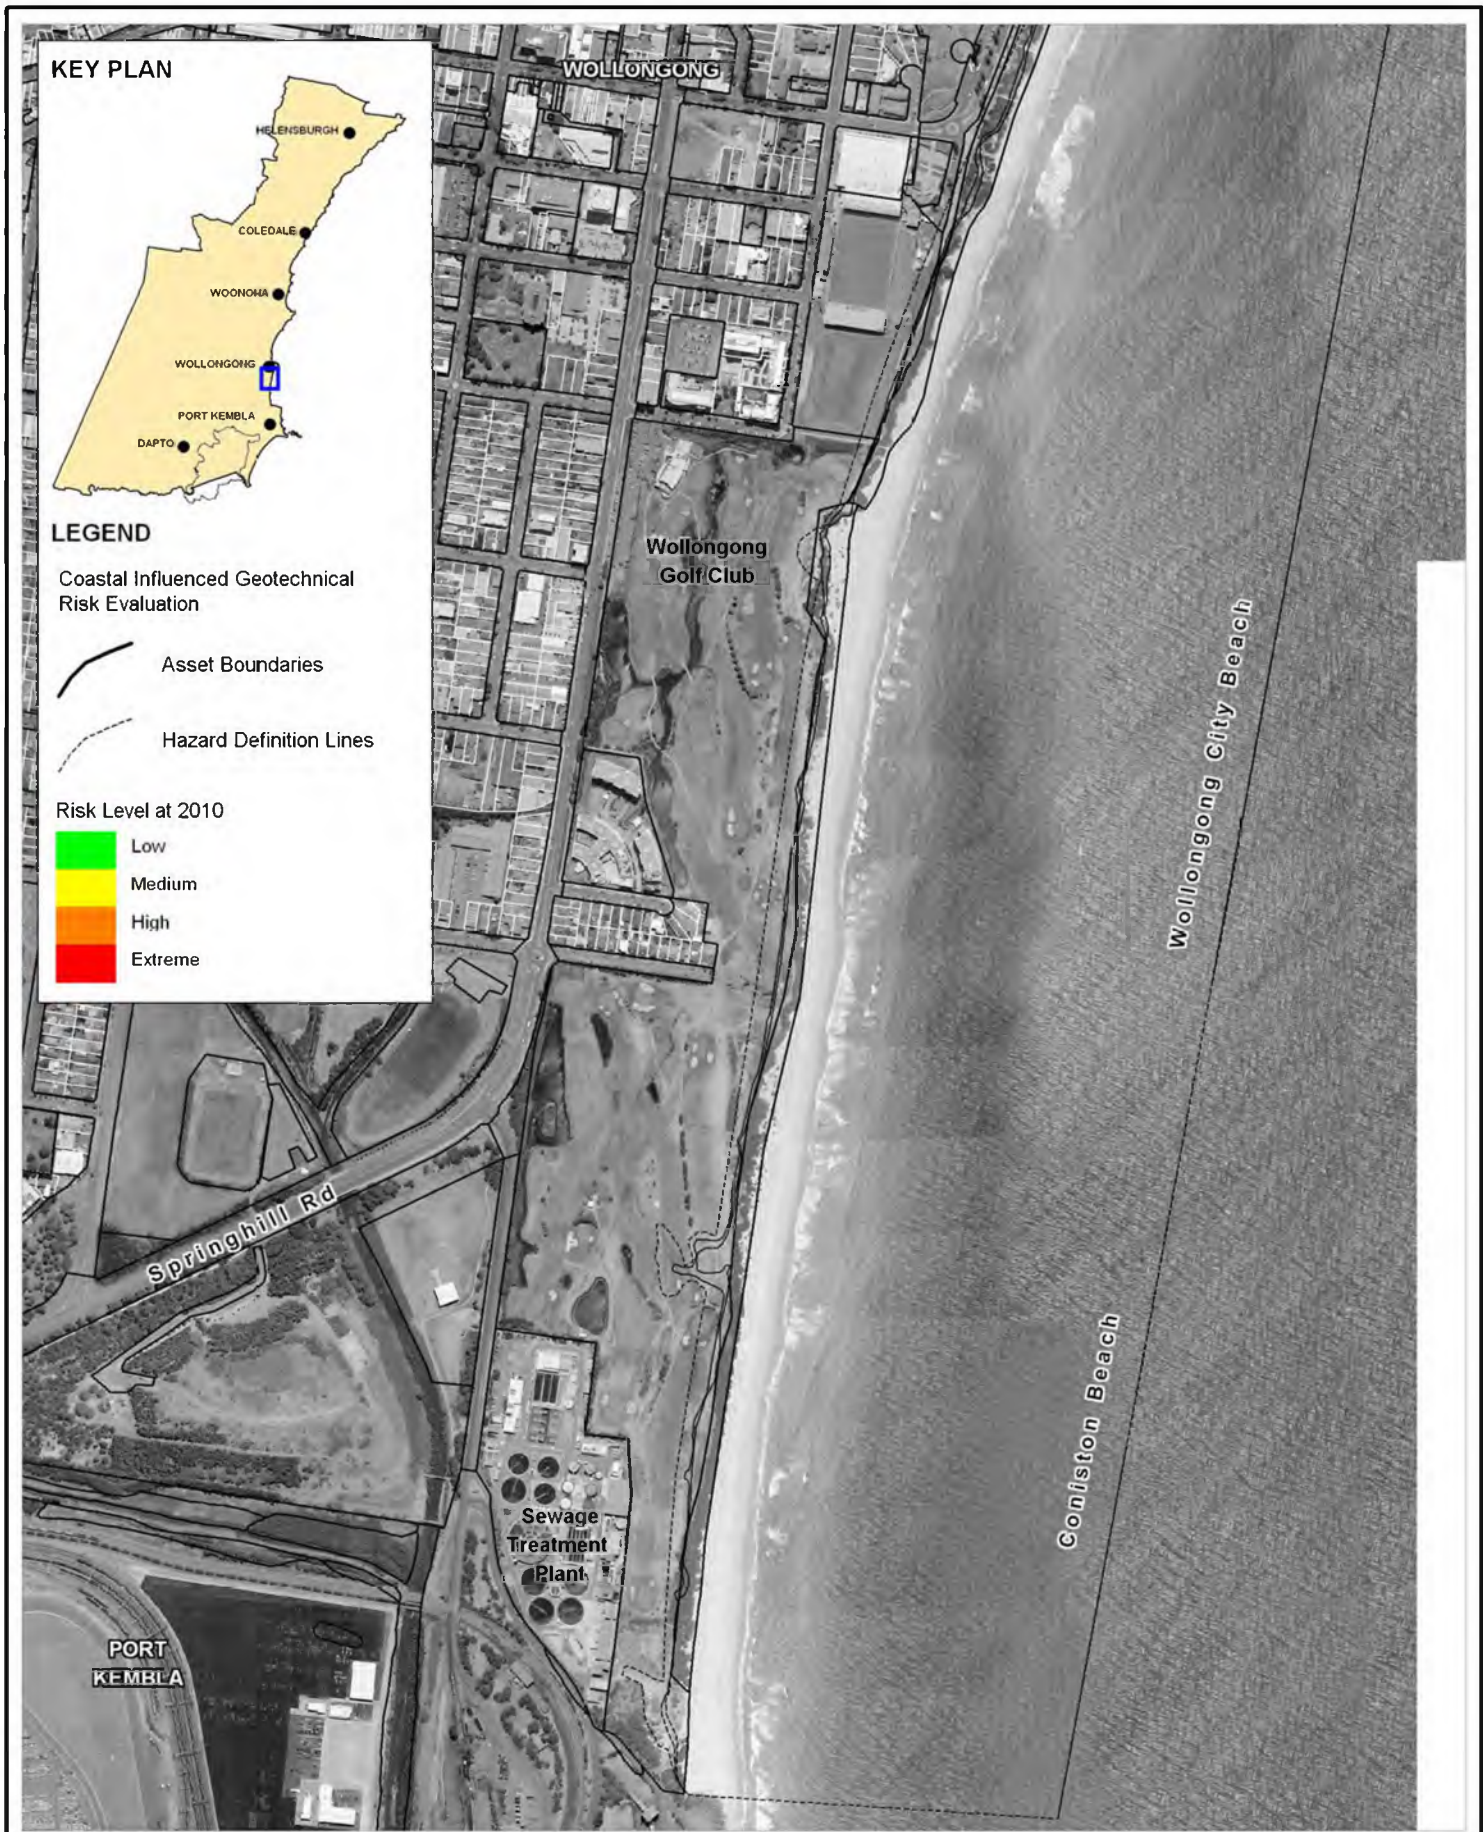 KEY PLAN
HELENSBURGH
COLEDALE
WOONONA
WOLLONGONG
PORT KEMBLA
DAPTO
LEGEND
Coastal Influenced Geotechnical
Risk Evaluation
Asset Boundaries
Hazard Definition Lines
Risk Level at 2010
Low
Medium
High
Extreme
WOLLONGONG
Wollongong
Golf Club
Wollongong City Beach
Springhill Rd
Coniston Beach
Sewage
Treatment
Plant
PORT
KEMBLA